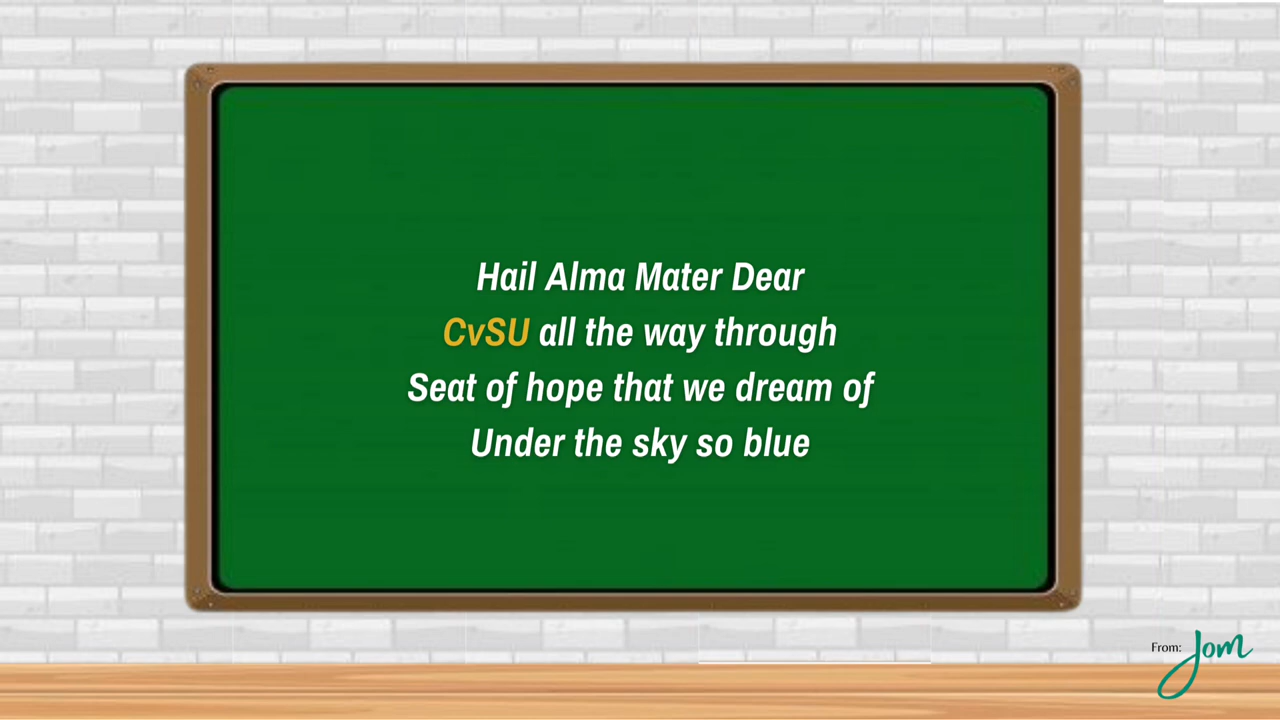 Hail Alma Mater Dear
CvSU all the way through
Seat of hope that we dream of
Under the sky so blue
From: Jom